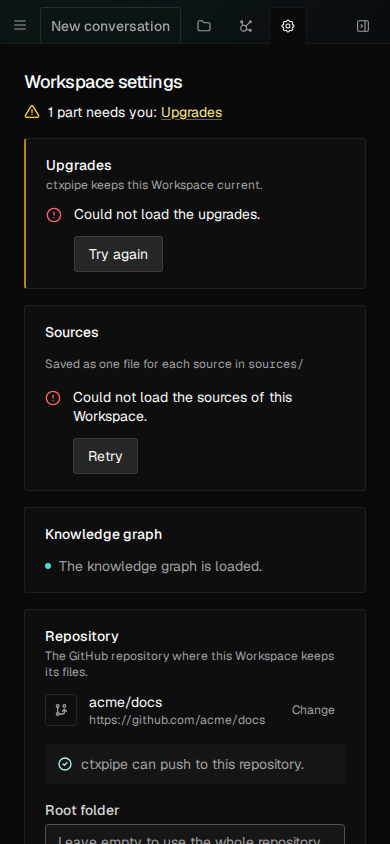 New conversation
Workspace settings
1 part needs you: Upgrades
Upgrades
ctxpipe keeps this Workspace current.
Could not load the upgrades.
Try again
Sources
Saved as one file for each source in sources/
Could not load the sources of this
Workspace.
Retry
Knowledge graph
The knowledge graph is loaded.
Repository
The GitHub repository where this Workspace keeps
its files.
acme/docs
https://github.com/acme/docs
Change
ctxpipe can push to this repository.
Root folder
Leave empty to use the whole repository